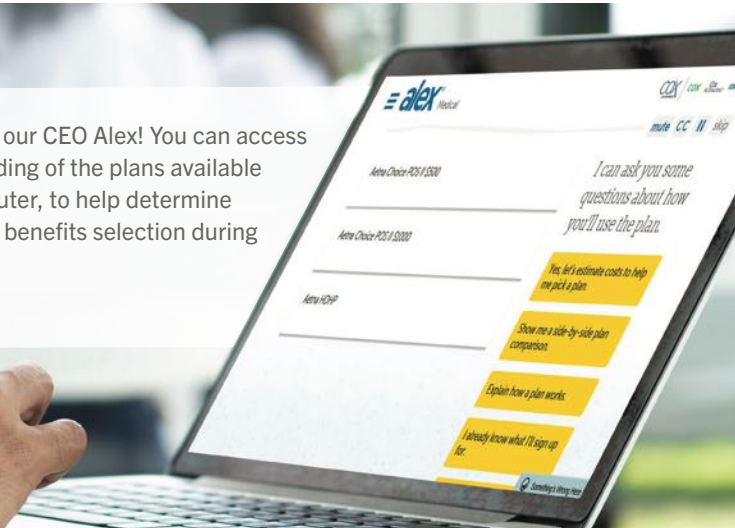 our CEO Alex! You can access
ding of the plans available
uter, to help determine
benefits selection during
alex
Medical
COX
cox
mute CC skip
Aetna Choice POS II $500
Aetna Choice POS II $1000
Aetna HDHP
I can ask you some
questions about how
you'll use the plan.
Yes, let's estimate costs to help
me pick a plan.
Show me a side-by-side plan
comparison.
Explain how a plan works.
I already know what I'll sign up
for.
Something's Wrong Here